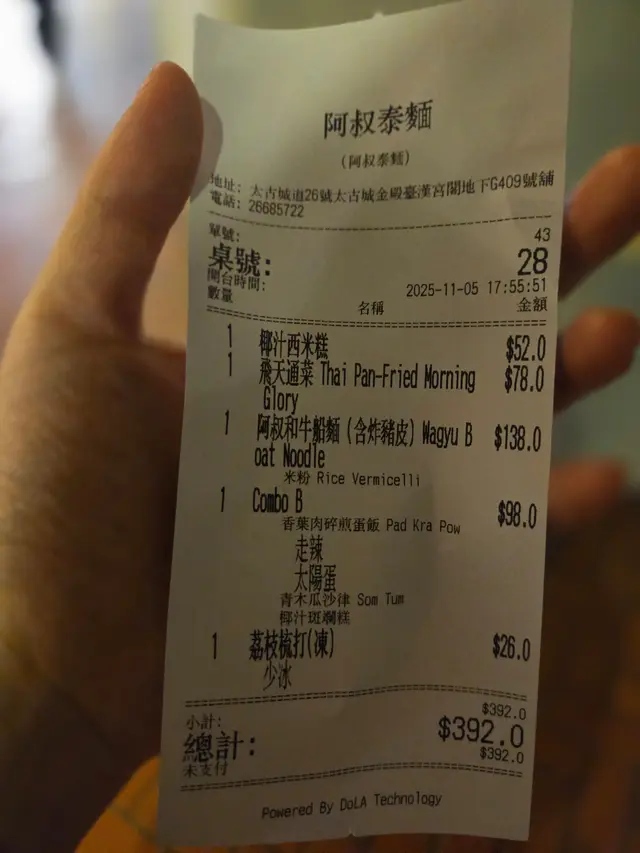 阿叔泰麵
(阿叔泰麵)
地址: 太古城道26號太古城金殿臺漢宮閣地下G409號舖
電話: 26685722
單號: 43
桌號: 28
開台時間: 2025-11-05 17:55:51
數量 名稱 金額
1 椰汁西米糕 $52.0
1 飛天通菜 Thai Pan-Fried Morning $78.0
Glory
1 阿叔和牛船麵 (含炸豬皮) Wagyu B $138.0
oat Noodle
米粉 Rice Vermicelli
1 Combo B $98.0
香葉肉碎煎蛋飯 Pad Kra Pow
走辣
太陽蛋
青木瓜沙律 Som Tum
椰汁斑斕糕
1 荔枝梳打(凍) $26.0
少冰
小計: $392.0
總計: $392.0
未支付 $392.0
Powered By DoLA Technology